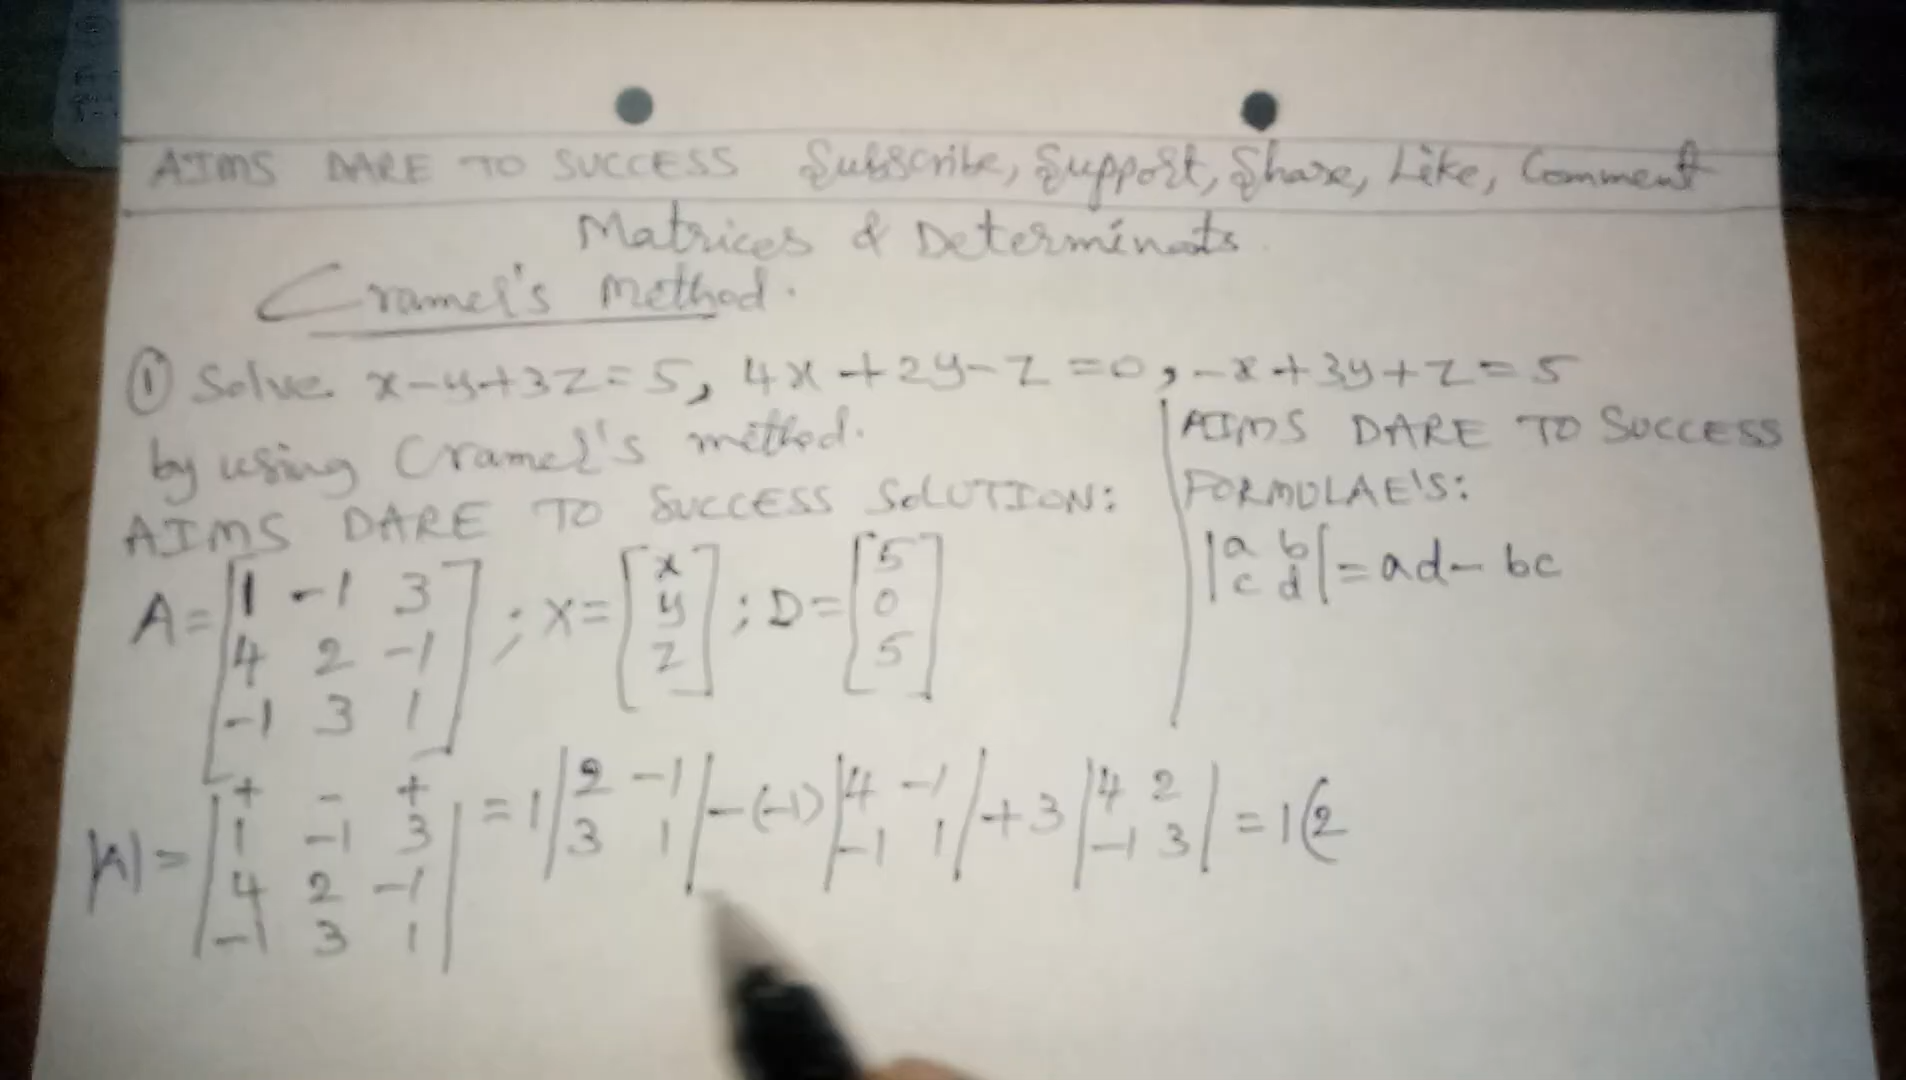 AIMS DARE TO SUCCESS Subscribe, Support, Share, Like, Comment
Matrices & Determinats
Cramer's Method.
① Solve x-y+3z=5, 4x+2y-z=0, -x+3y+z=5
by using Cramer's method.
AIMS DARE TO SUCCESS SOLUTION:
AIMS DARE TO SUCCESS
FORMULAE'S:
|a b| = ad - bc
|c d|
A = [1 -1 3] ; X = [x] ; D = [5]
[4 2 -1] [y] [0]
[-1 3 1] [z] [5]
+ - +
|A| = |1 -1 3| = 1 |2 -1| -(-1) |4 -1| + 3 |4 2| = 1(2
|4 2 -1| |3 1| |-1 1| |-1 3|
|-1 3 1|